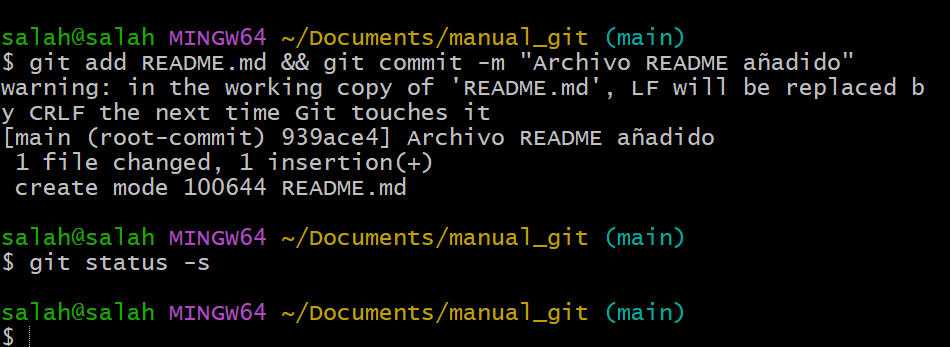 salah@salah MINGW64 ~/Documents/manual_git (main)
$ git add README.md && git commit -m "Archivo README añadido"
warning: in the working copy of 'README.md', LF will be replaced b
y CRLF the next time Git touches it
[main (root-commit) 939ace4] Archivo README añadido
 1 file changed, 1 insertion(+)
 create mode 100644 README.md
salah@salah MINGW64 ~/Documents/manual_git (main)
$ git status -s
salah@salah MINGW64 ~/Documents/manual_git (main)
$